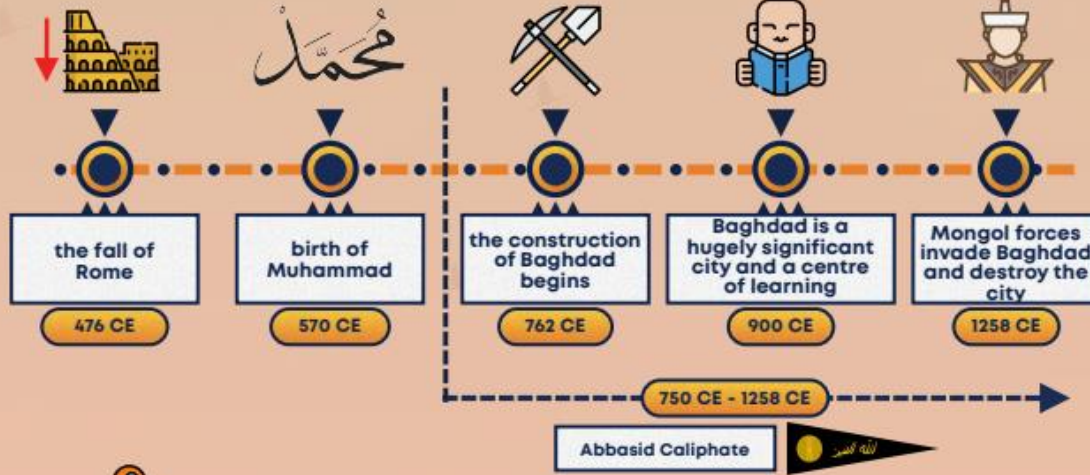 محمد
the fall of
Rome
476 CE
birth of
Muhammad
570 CE
the construction
of Baghdad
begins
762 CE
Baghdad is a
hugely significant
city and a centre
of learning
900 CE
Mongol forces
invade Baghdad
and destroy the
city
1258 CE
750 CE - 1258 CE
Abbasid Caliphate